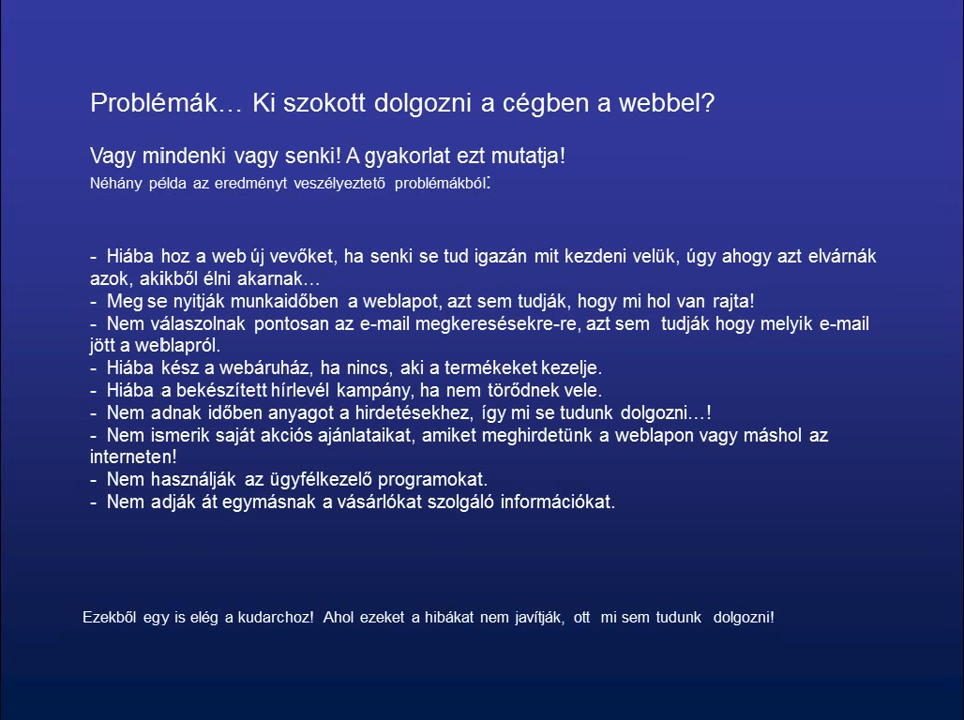 Problémák… Ki szokott dolgozni a cégben a webbel?
Vagy mindenki vagy senki! A gyakorlat ezt mutatja!
Néhány példa az eredményt veszélyeztető problémákból:
- Hiába hoz a web új vevőket, ha senki se tud igazán mit kezdeni velük, úgy ahogy azt elvárnák
azok, akikből élni akarnak…
- Meg se nyitják munkaidőben a weblapot, azt sem tudják, hogy mi hol van rajta!
- Nem válaszolnak pontosan az e-mail megkeresésekre-re, azt sem tudják hogy melyik e-mail
jött a weblapról.
- Hiába kész a webáruház, ha nincs, aki a termékeket kezelje.
- Hiába a bekészített hírlevél kampány, ha nem törődnek vele.
- Nem adnak időben anyagot a hirdetésekhez, így mi se tudunk dolgozni…!
- Nem ismerik saját akciós ajánlataikat, amiket meghirdetünk a weblapon vagy máshol az
interneten!
- Nem használják az ügyfélkezelő programokat.
- Nem adják át egymásnak a vásárlókat szolgáló információkat.
Ezekből egy is elég a kudarchoz! Ahol ezeket a hibákat nem javítják, ott mi sem tudunk dolgozni!